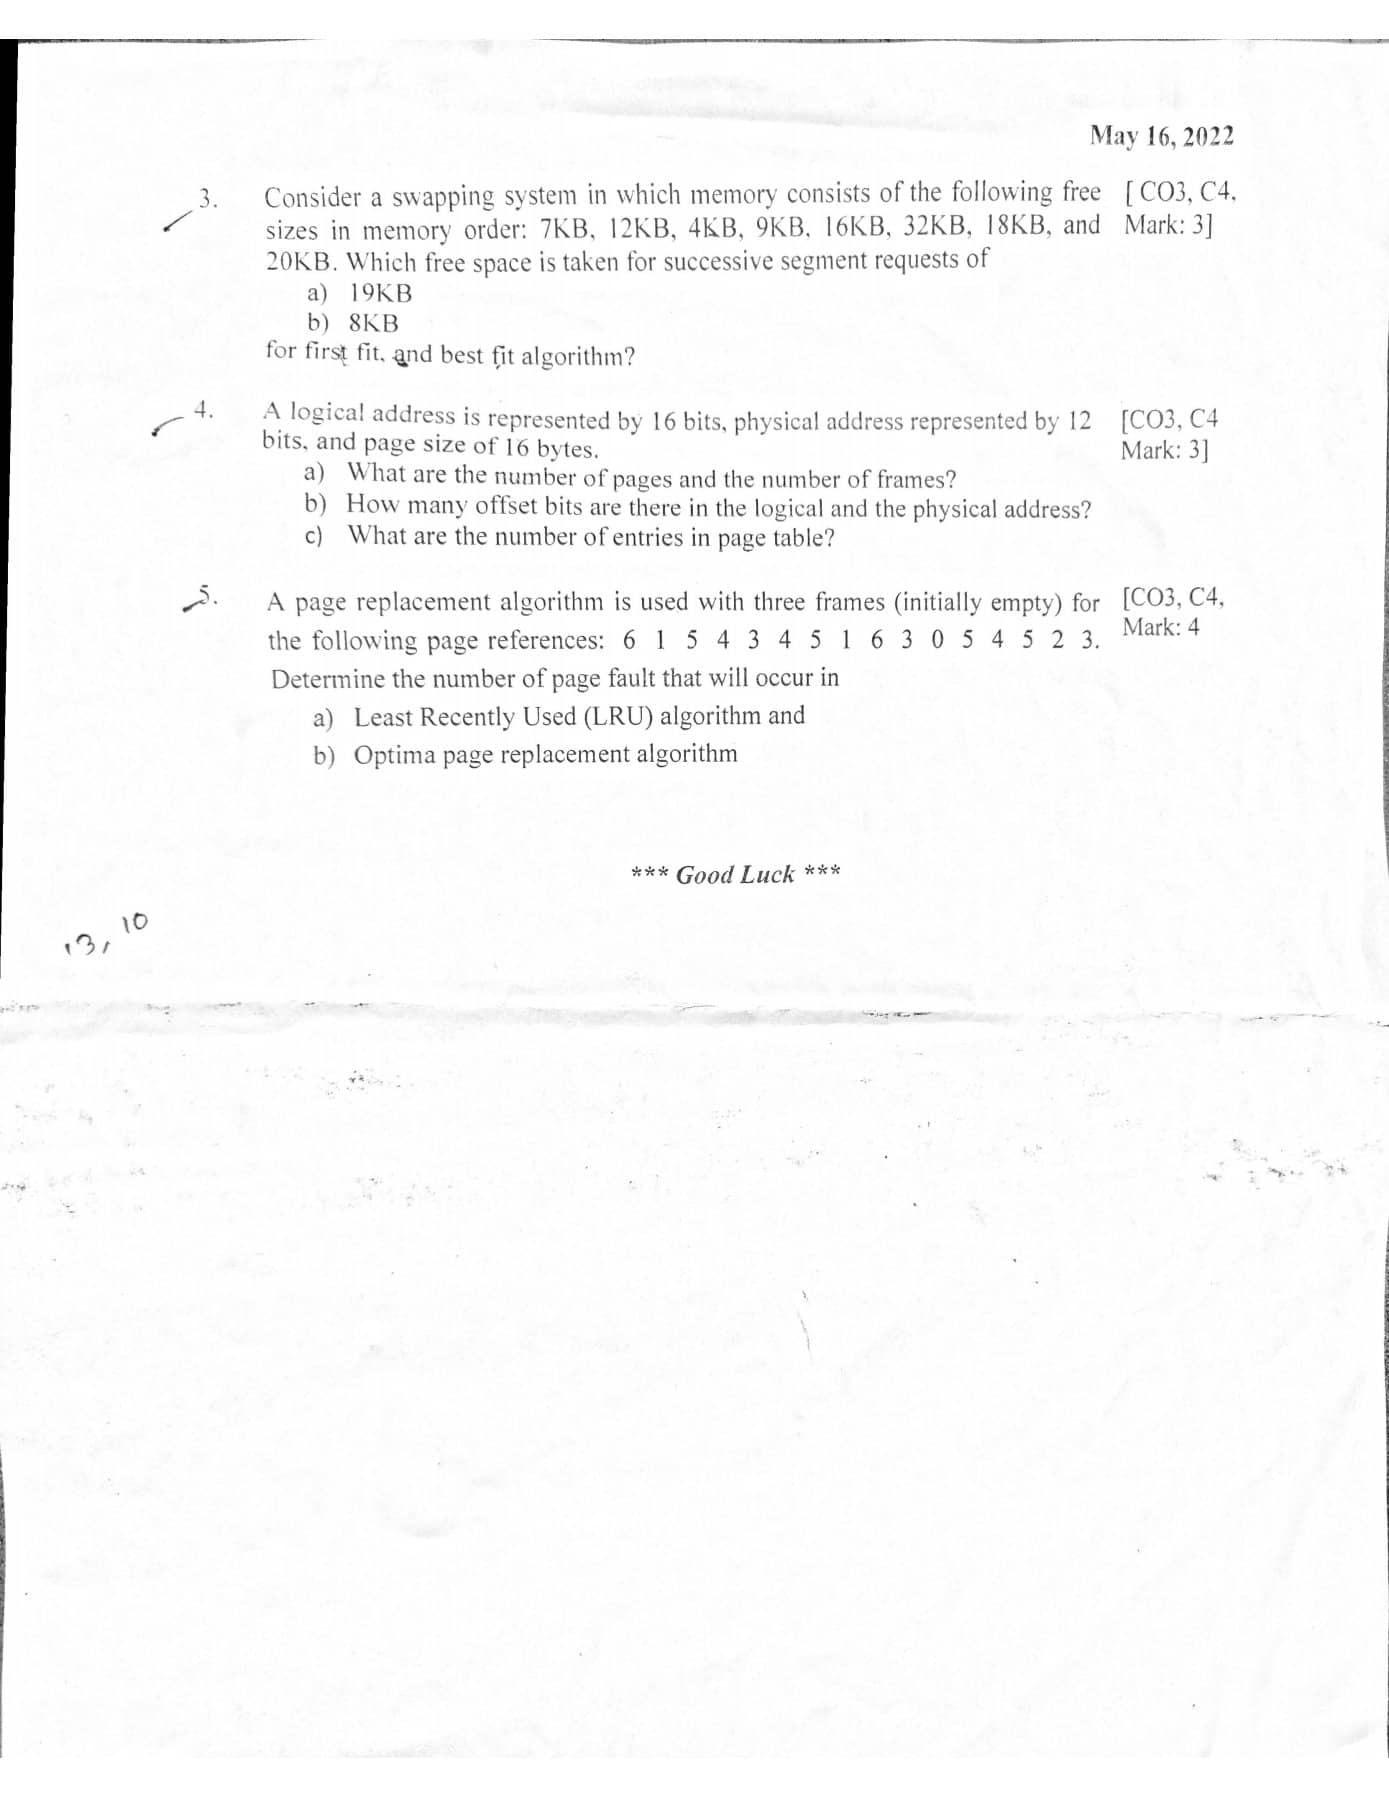 May 16, 2022
3. Consider a swapping system in which memory consists of the following free [ CO3, C4,
sizes in memory order: 7KB, 12KB, 4KB, 9KB, 16KB, 32KB, 18KB, and Mark: 3]
20KB. Which free space is taken for successive segment requests of
a) 19KB
b) 8KB
for first fit, and best fit algorithm?
4. A logical address is represented by 16 bits, physical address represented by 12 [CO3, C4
bits, and page size of 16 bytes. Mark: 3]
a) What are the number of pages and the number of frames?
b) How many offset bits are there in the logical and the physical address?
c) What are the number of entries in page table?
5. A page replacement algorithm is used with three frames (initially empty) for [CO3, C4,
the following page references: 6 1 5 4 3 4 5 1 6 3 0 5 4 5 2 3. Mark: 4
Determine the number of page fault that will occur in
a) Least Recently Used (LRU) algorithm and
b) Optima page replacement algorithm
*** Good Luck ***
13, 10